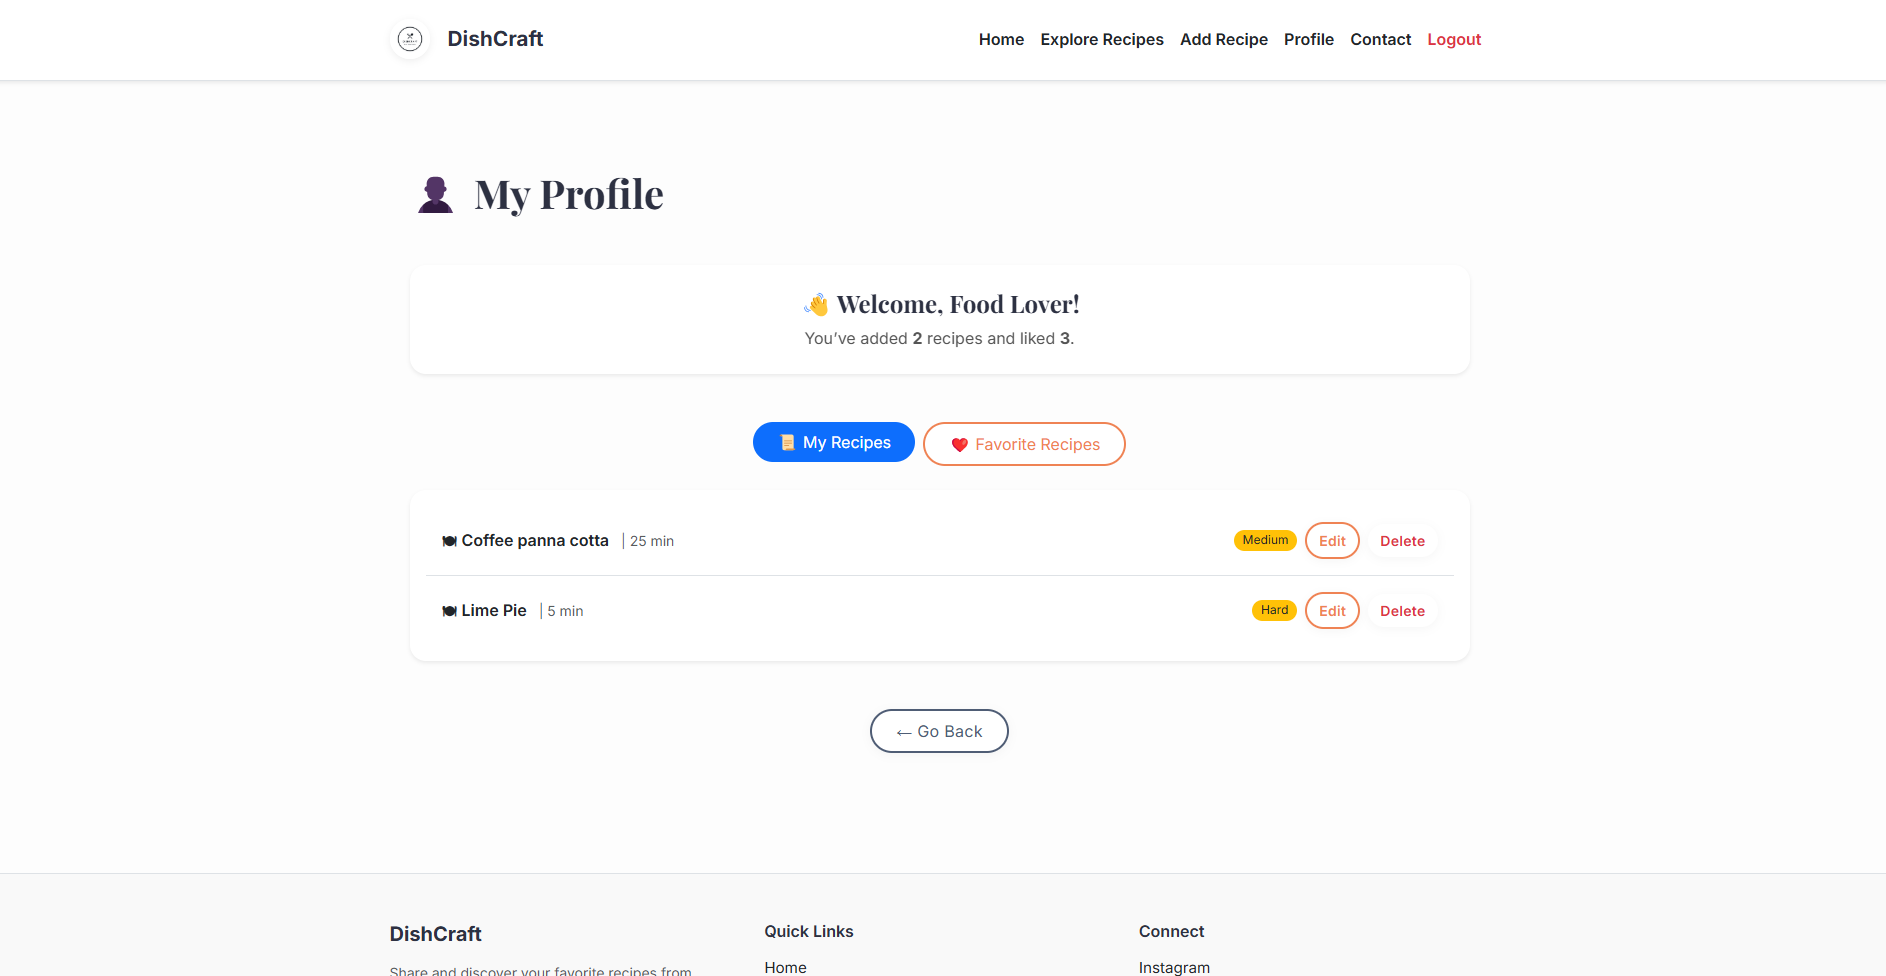 DishCraft
Home Explore Recipes Add Recipe Profile Contact Logout
My Profile
👋 Welcome, Food Lover!
You’ve added 2 recipes and liked 3.
📜 My Recipes ❤️ Favorite Recipes
🍽 Coffee panna cotta | 25 min Medium Edit Delete
🍽 Lime Pie | 5 min Hard Edit Delete
← Go Back
DishCraft Quick Links Connect
Share and discover your favorite recipes from Home Instagram